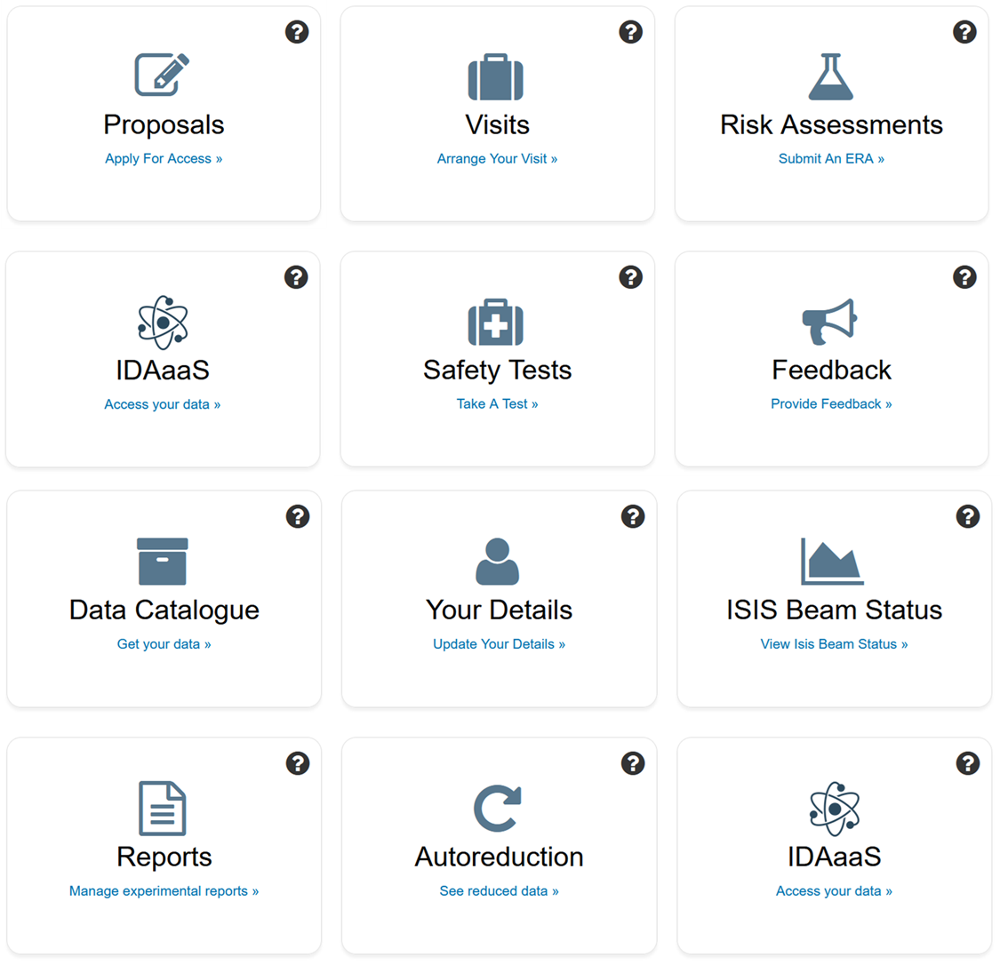 Proposals
Apply For Access »
Visits
Arrange Your Visit »
Risk Assessments
Submit An ERA »
IDAaaS
Access your data »
Safety Tests
Take A Test »
Feedback
Provide Feedback »
Data Catalogue
Get your data »
Your Details
Update Your Details »
ISIS Beam Status
View Isis Beam Status »
Reports
Manage experimental reports »
Autoreduction
See reduced data »
IDAaaS
Access your data »